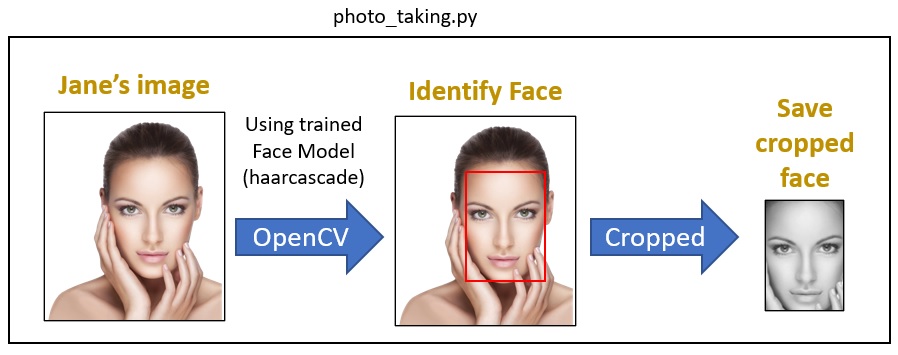 photo_taking.py
Jane’s image
Using trained
Face Model
(haarcascade)
OpenCV
Identify Face
Cropped
Save
cropped
face